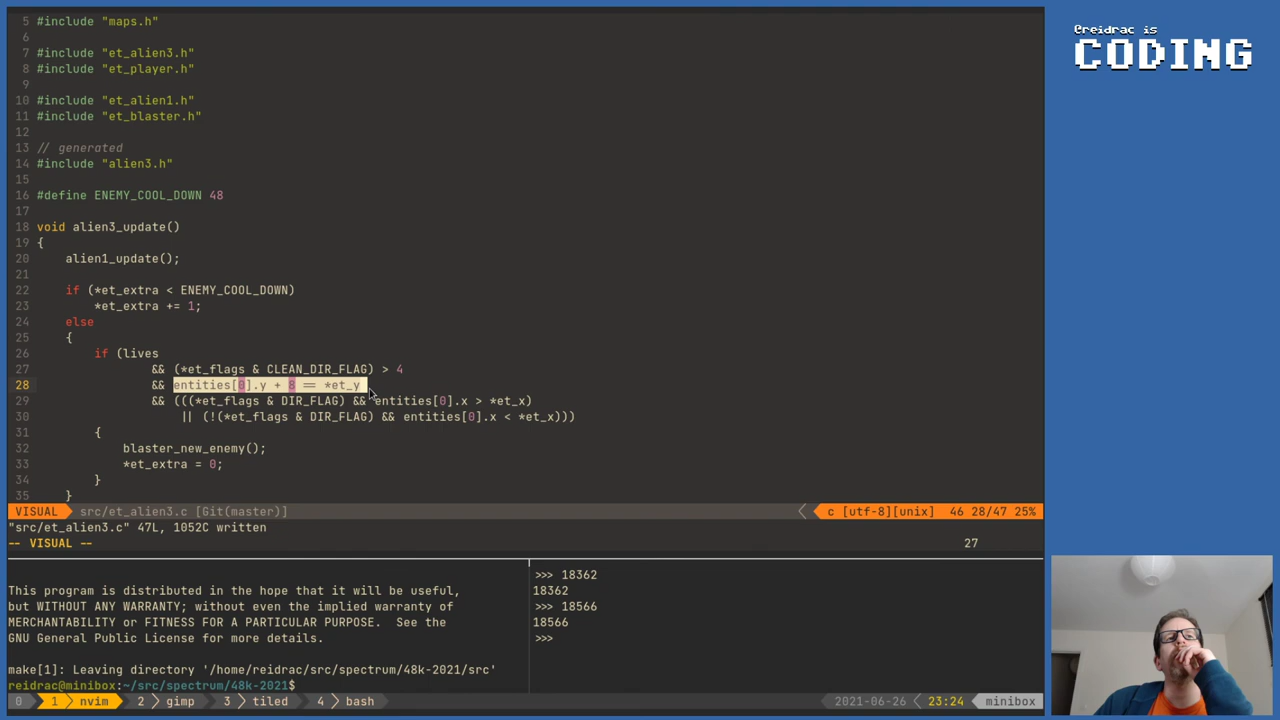 @reidrac is
CODING
5 #include "maps.h"
6
7 #include "et_alien3.h"
8 #include "et_player.h"
9
10 #include "et_alien1.h"
11 #include "et_blaster.h"
12
13 // generated
14 #include "alien3.h"
15
16 #define ENEMY_COOL_DOWN 48
17
18 void alien3_update()
19 {
20 alien1_update();
21
22 if (*et_extra < ENEMY_COOL_DOWN)
23 *et_extra += 1;
24 else
25 {
26 if (lives
27 && (*et_flags & CLEAN_DIR_FLAG) > 4
28 && entities[0].y + 8 == *et_y
29 && (((*et_flags & DIR_FLAG) && entities[0].x > *et_x)
30 || (!(*et_flags & DIR_FLAG) && entities[0].x < *et_x)))
31 {
32 blaster_new_enemy();
33 *et_extra = 0;
34 }
35 }
VISUAL src/et_alien3.c [Git(master)] c [utf-8][unix] 46 28/47 25%
"src/et_alien3.c" 47L, 1052C written
-- VISUAL -- 27
This program is distributed in the hope that it will be useful,
but WITHOUT ANY WARRANTY; without even the implied warranty of
MERCHANTABILITY or FITNESS FOR A PARTICULAR PURPOSE. See the
GNU General Public License for more details.
make[1]: Leaving directory '/home/reidrac/src/spectrum/48k-2021/src'
reidrac@minibox:~/src/spectrum/48k-2021$
>>> 18362
18362
>>> 18566
18566
>>>
0 1 nvim 2 gimp 3 tiled 4 bash 2021-06-26 23:24 minibox